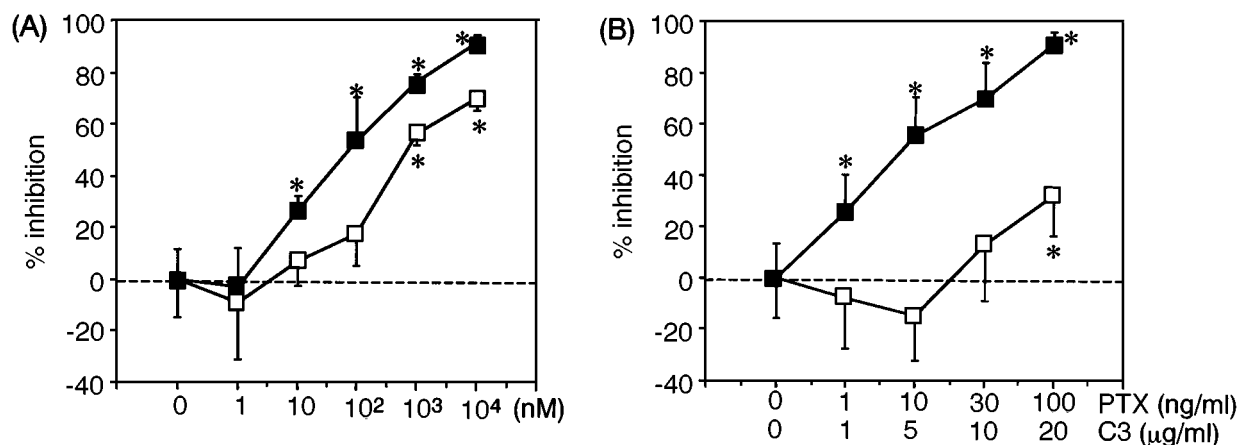 (A)
% inhibition
100
80
60
40
20
0
-20
-40
0 1 10 10² 10³ 10⁴ (nM)
* * * * * *
(B)
% inhibition
100
80
60
40
20
0
-20
-40
0 1 10 30 100 PTX (ng/ml)
0 1 5 10 20 C3 (μg/ml)
* * * * *